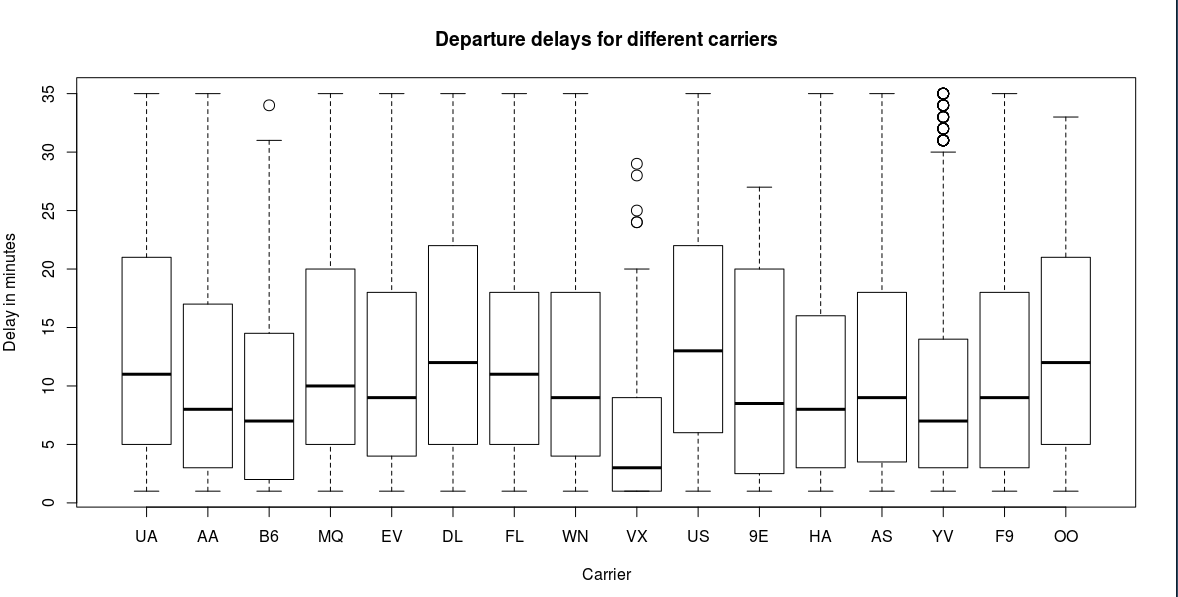 Departure delays for different carriers
Delay in minutes
35
30
25
20
15
10
5
0
UA AA B6 MQ EV DL FL WN VX US 9E HA AS YV F9 OO
Carrier